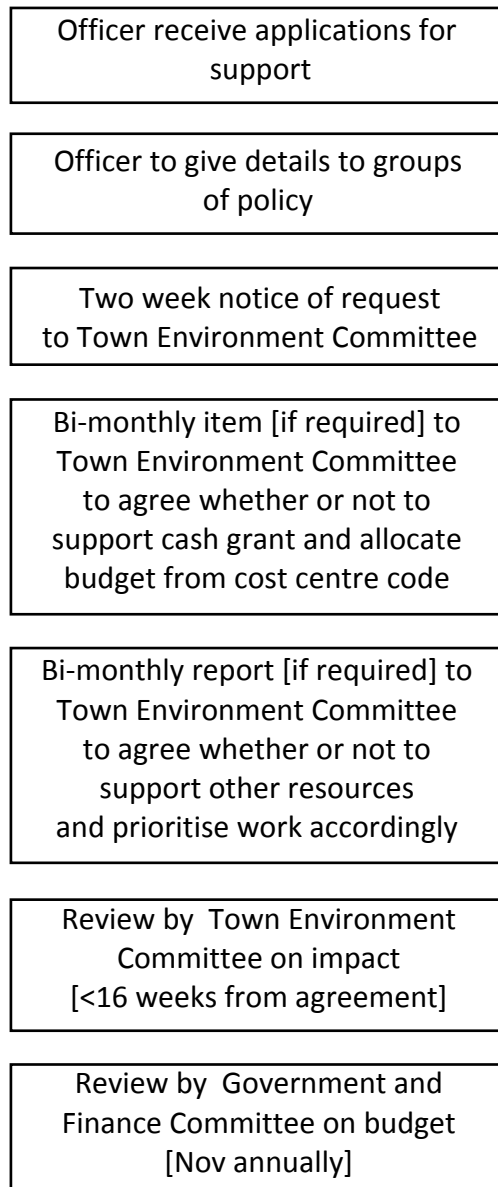 Officer receive applications for
support
Officer to give details to groups
of policy
Two week notice of request
to Town Environment Committee
Bi-monthly item [if required] to
Town Environment Committee
to agree whether or not to
support cash grant and allocate
budget from cost centre code
Bi-monthly report [if required] to
Town Environment Committee
to agree whether or not to
support other resources
and prioritise work accordingly
Review by Town Environment
Committee on impact
[<16 weeks from agreement]
Review by Government and
Finance Committee on budget
[Nov annually]